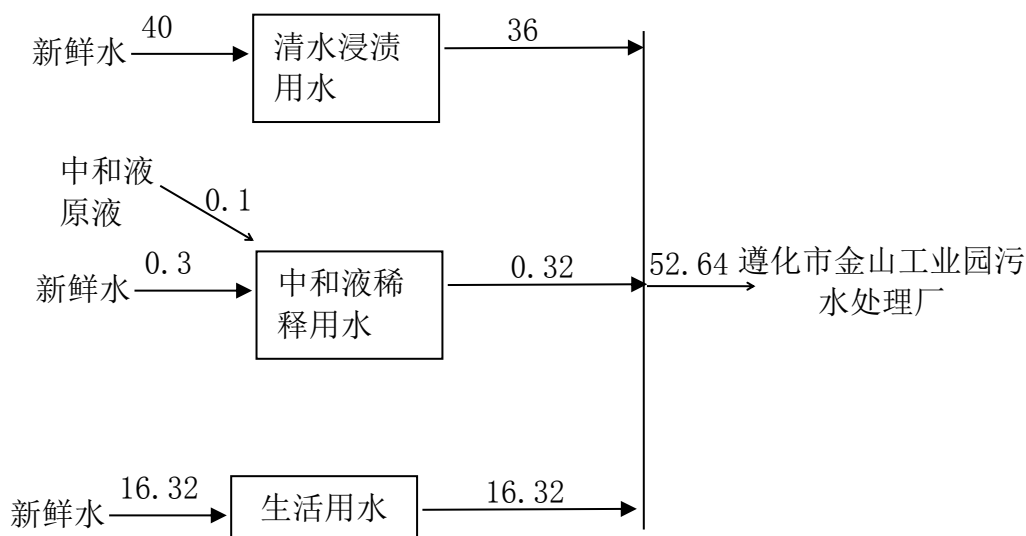 新鲜水
40
清水浸渍
用水
36
中和液
原液
0.1
新鲜水
0.3
中和液稀
释用水
0.32
52.64
遵化市金山工业园污
水处理厂
新鲜水
16.32
生活用水
16.32